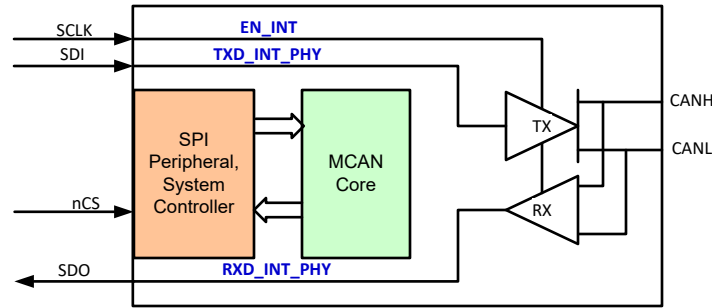 SCLK
EN_INT
SDI
TXD_INT_PHY
CANH
TX
CANL
SPI
Peripheral,
System
Controller
MCAN
Core
nCS
RX
SDO
RXD_INT_PHY